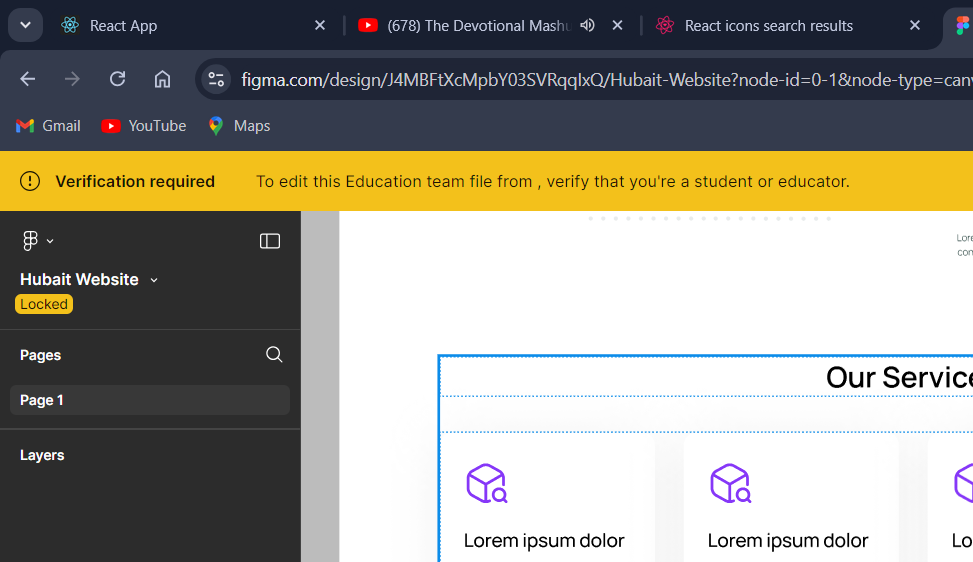 React App
(678) The Devotional Mashu
React icons search results
figma.com/design/J4MBFtXcMpbY03SVRqqIxQ/Hubait-Website?node-id=0-1&node-type=can
Gmail
YouTube
Maps
Verification required
To edit this Education team file from , verify that you're a student or educator.
Hubait Website
Locked
Pages
Page 1
Layers
Lore
con
Our Service
Lorem ipsum dolor
Lorem ipsum dolor
Lo